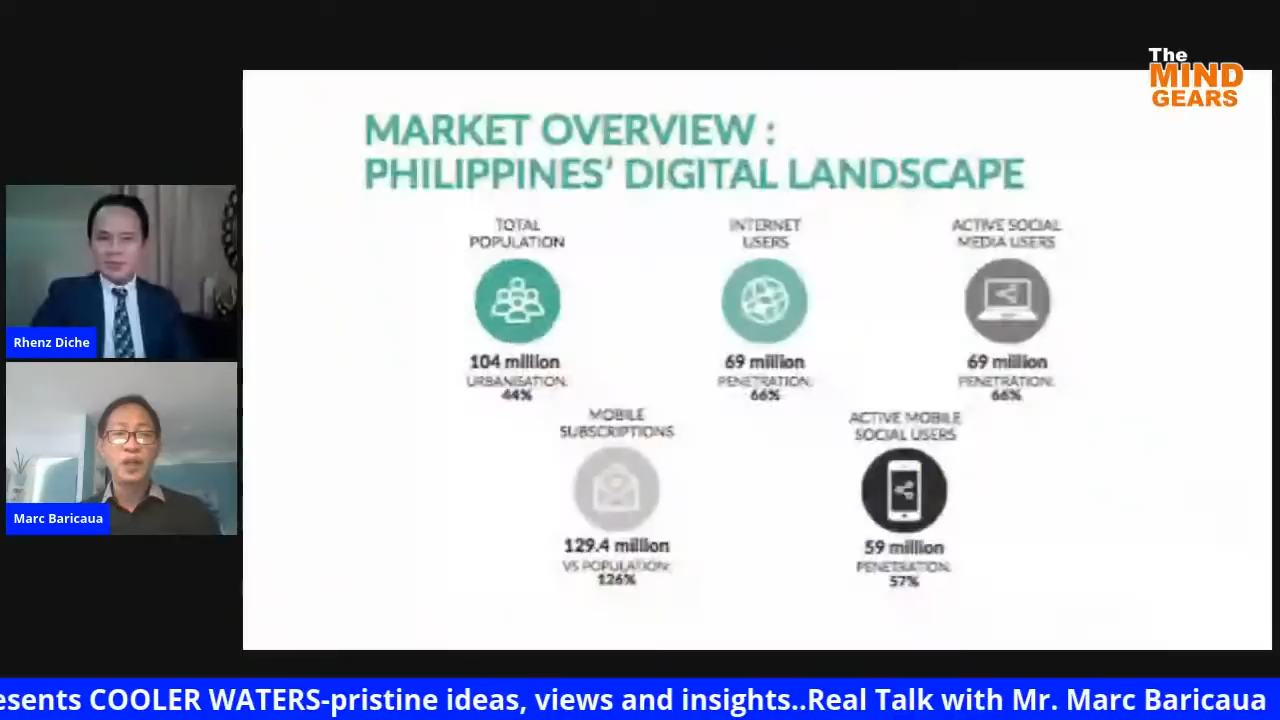 The
MIND
GEARS
MARKET OVERVIEW :
PHILIPPINES’ DIGITAL LANDSCAPE
TOTAL
POPULATION
104 million
URBANISATION:
44%
INTERNET
USERS
69 million
PENETRATION:
66%
ACTIVE SOCIAL
MEDIA USERS
69 million
PENETRATION:
66%
MOBILE
SUBSCRIPTIONS
129.4 million
VS POPULATION:
126%
ACTIVE MOBILE
SOCIAL USERS
59 million
PENETRATION:
57%
Rhenz Diche
Marc Baricaua
esents COOLER WATERS-pristine ideas, views and insights..Real Talk with Mr. Marc Baricaua